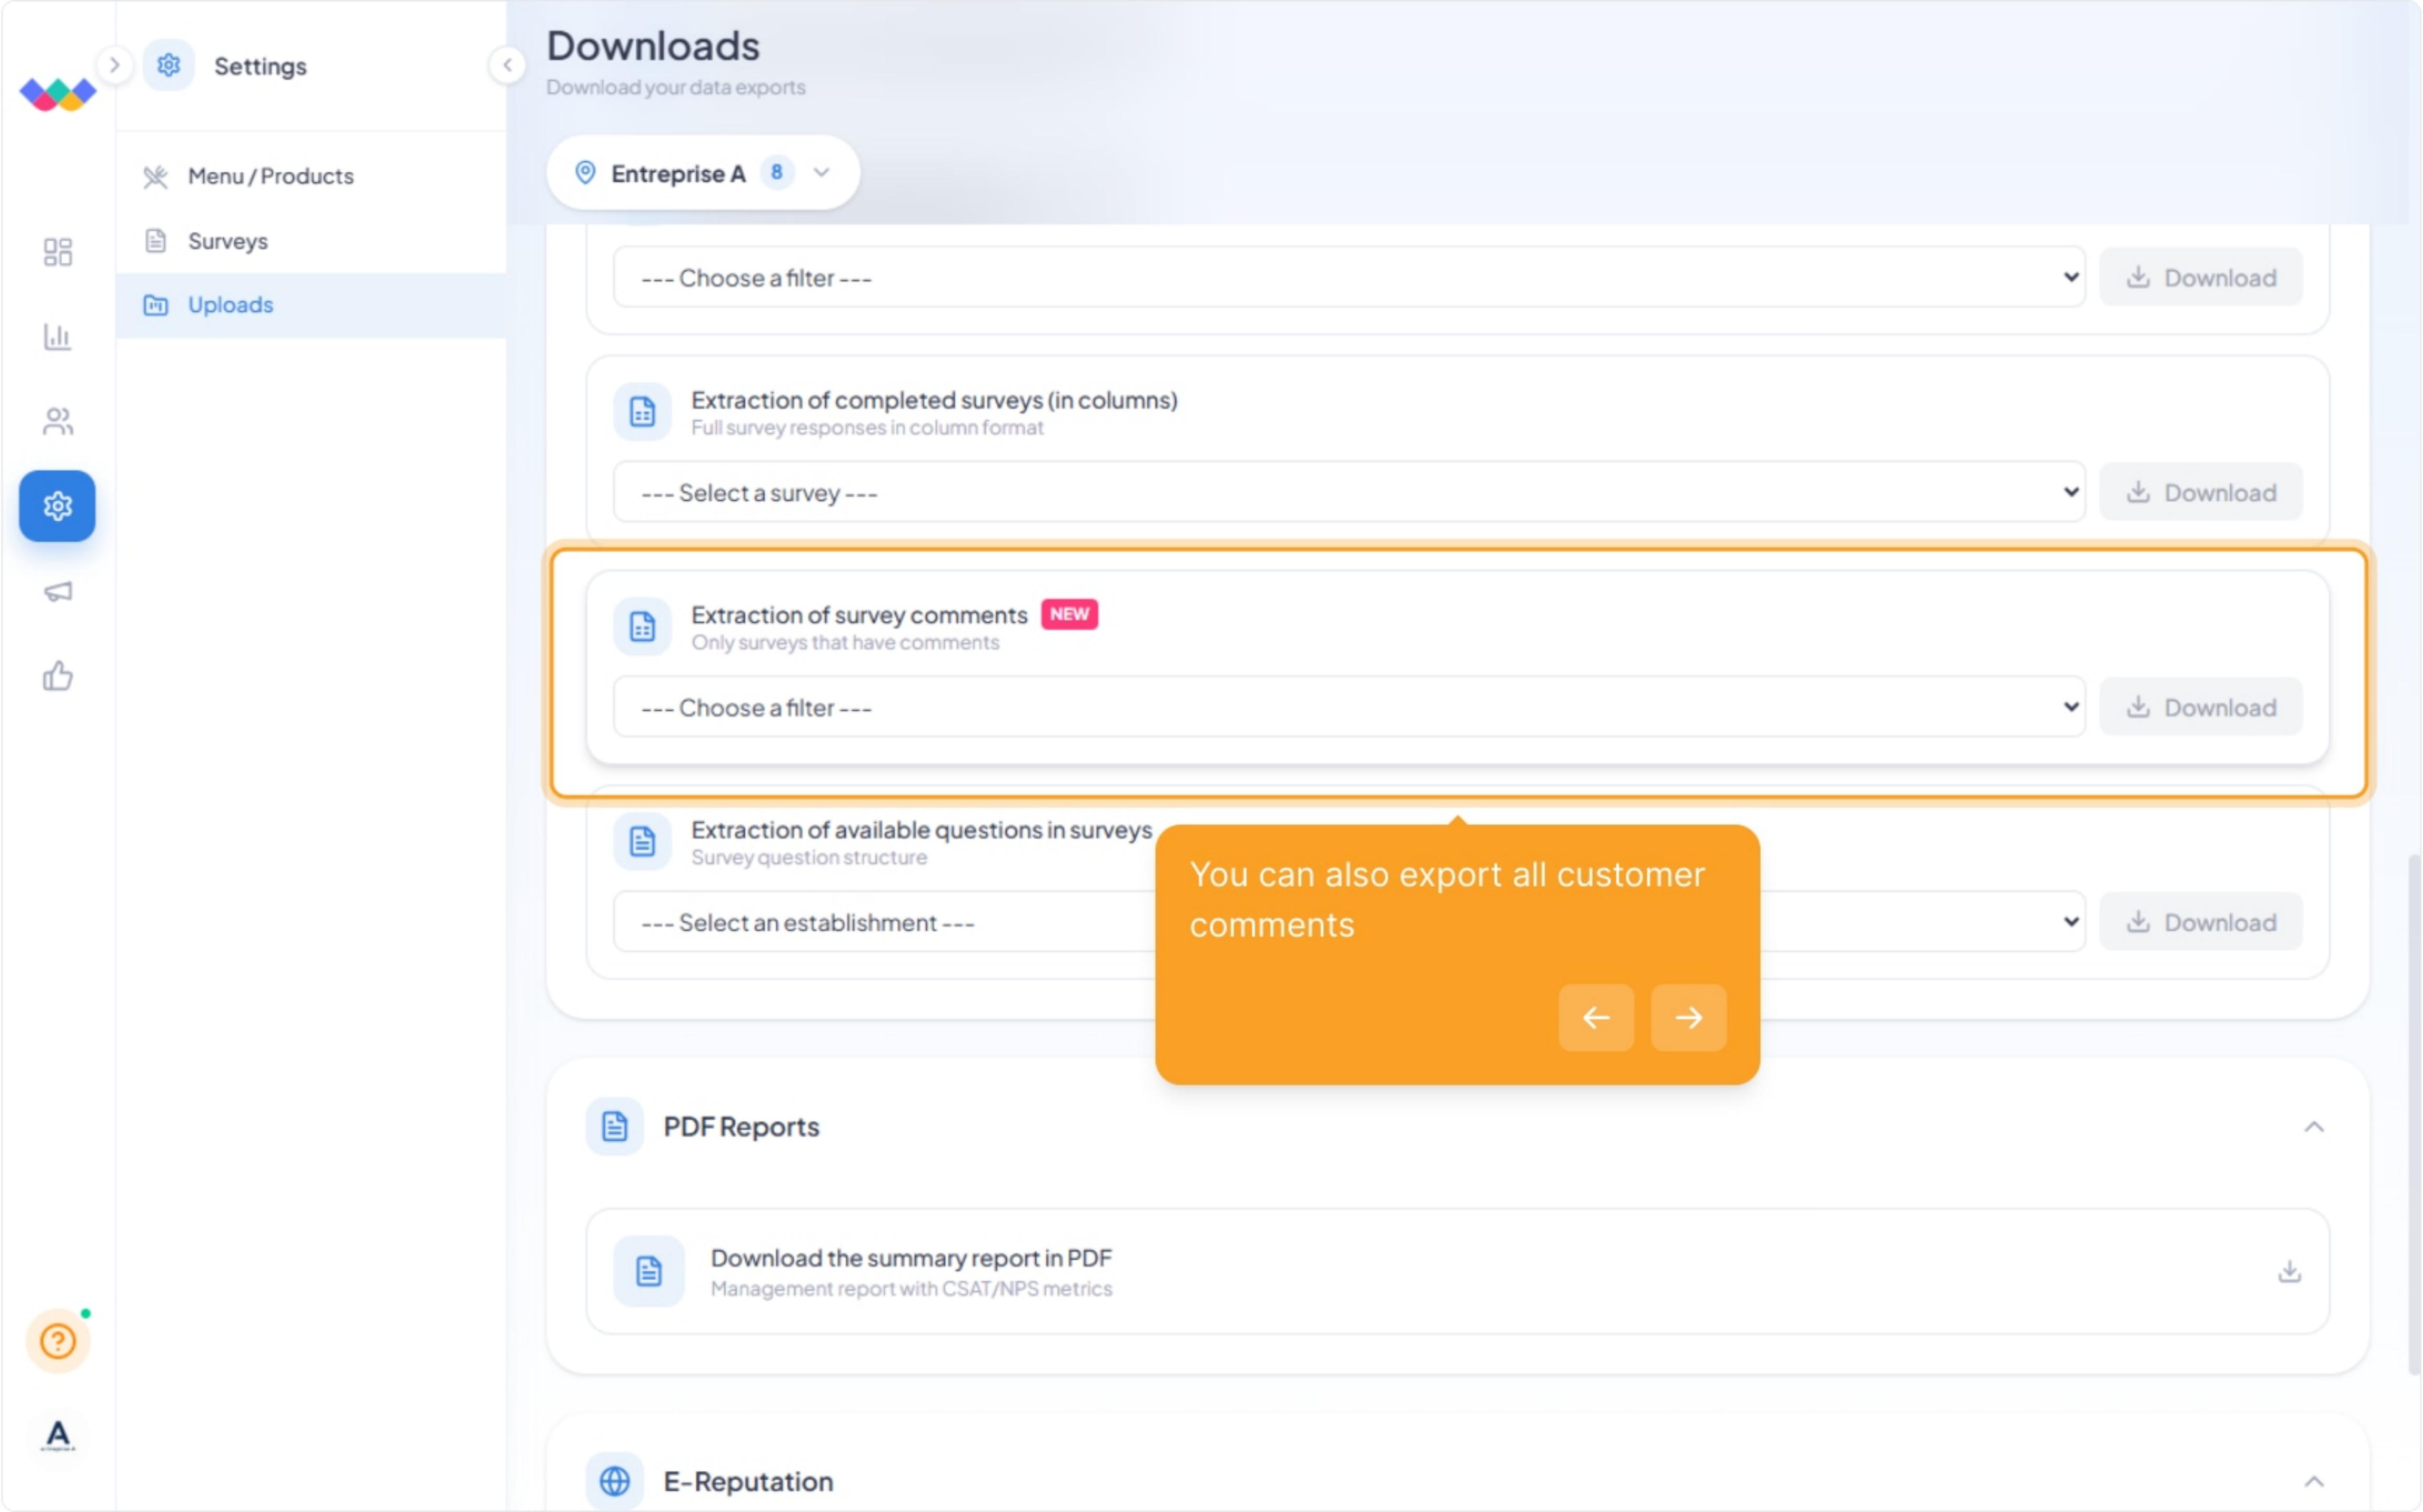 Settings
Menu / Products
Surveys
Uploads
A
Downloads
Download your data exports
Entreprise A 8
--- Choose a filter --- Download
Extraction of completed surveys (in columns)
Full survey responses in column format
--- Select a survey --- Download
Extraction of survey comments NEW
Only surveys that have comments
--- Choose a filter --- Download
Extraction of available questions in surveys
Survey question structure
--- Select an establishment --- Download
You can also export all customer
comments
PDF Reports
Download the summary report in PDF
Management report with CSAT/NPS metrics
E-Reputation